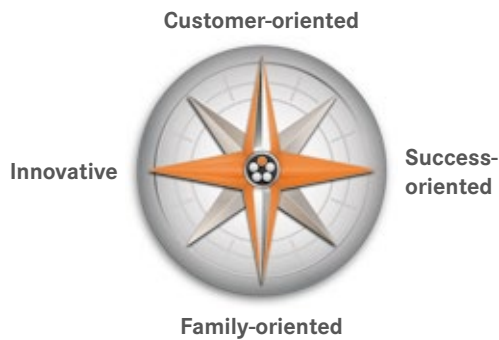 Customer-oriented
Innovative
Success-
oriented
Family-oriented